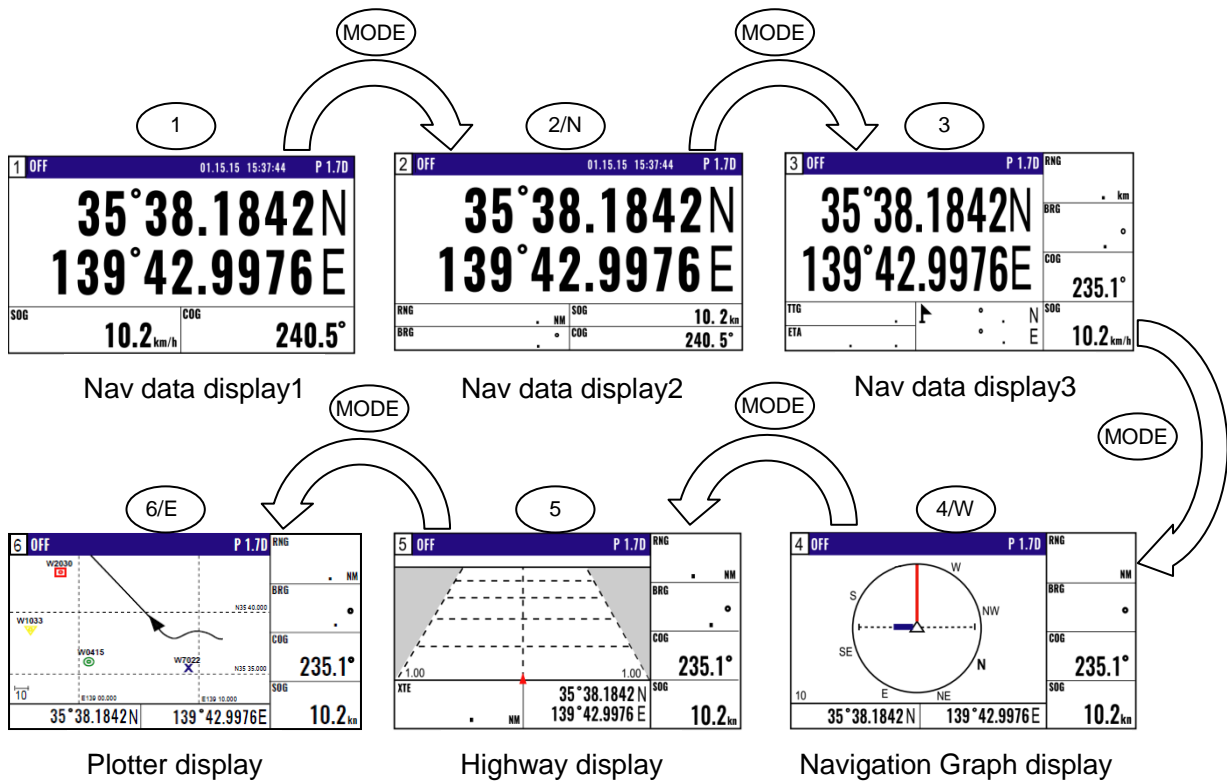 MODE
MODE
1
2/N
3
1 OFF 01.15.15 15:37:44 P 1.7D
35°38.1842N
139°42.9976E
SOG 10.2km/h
COG 240.5°
2 OFF 01.15.15 15:37:44 P 1.7D
35°38.1842N
139°42.9976E
RNG . NM
SOG 10.2kn
BRG . °
COG 240.5°
3 OFF P 1.7D
35°38.1842N
139°42.9976E
TTG .
ETA . .
° . N
° . E
RNG . km
BRG . °
COG 235.1°
SOG 10.2km/h
Nav data display1
Nav data display2
Nav data display3
MODE
MODE
MODE
6/E
5
4/W
6 OFF P 1.7D
W2030
N35 40.000
W1033
W0415
W7022
N35 35.000
10
E139 00.000
E139 10.000
35°38.1842N
139°42.9976E
RNG . NM
BRG . °
COG 235.1°
SOG 10.2kn
5 OFF P 1.7D
1.00
1.00
XTE . NM
35°38.1842N
139°42.9976E
RNG . NM
BRG . °
COG 235.1°
SOG 10.2kn
4 OFF P 1.7D
W
S
NW
SE
N
E
NE
10
35°38.1842N
139°42.9976E
RNG NM
BRG °
COG 235.1°
SOG 10.2kn
Plotter display
Highway display
Navigation Graph display